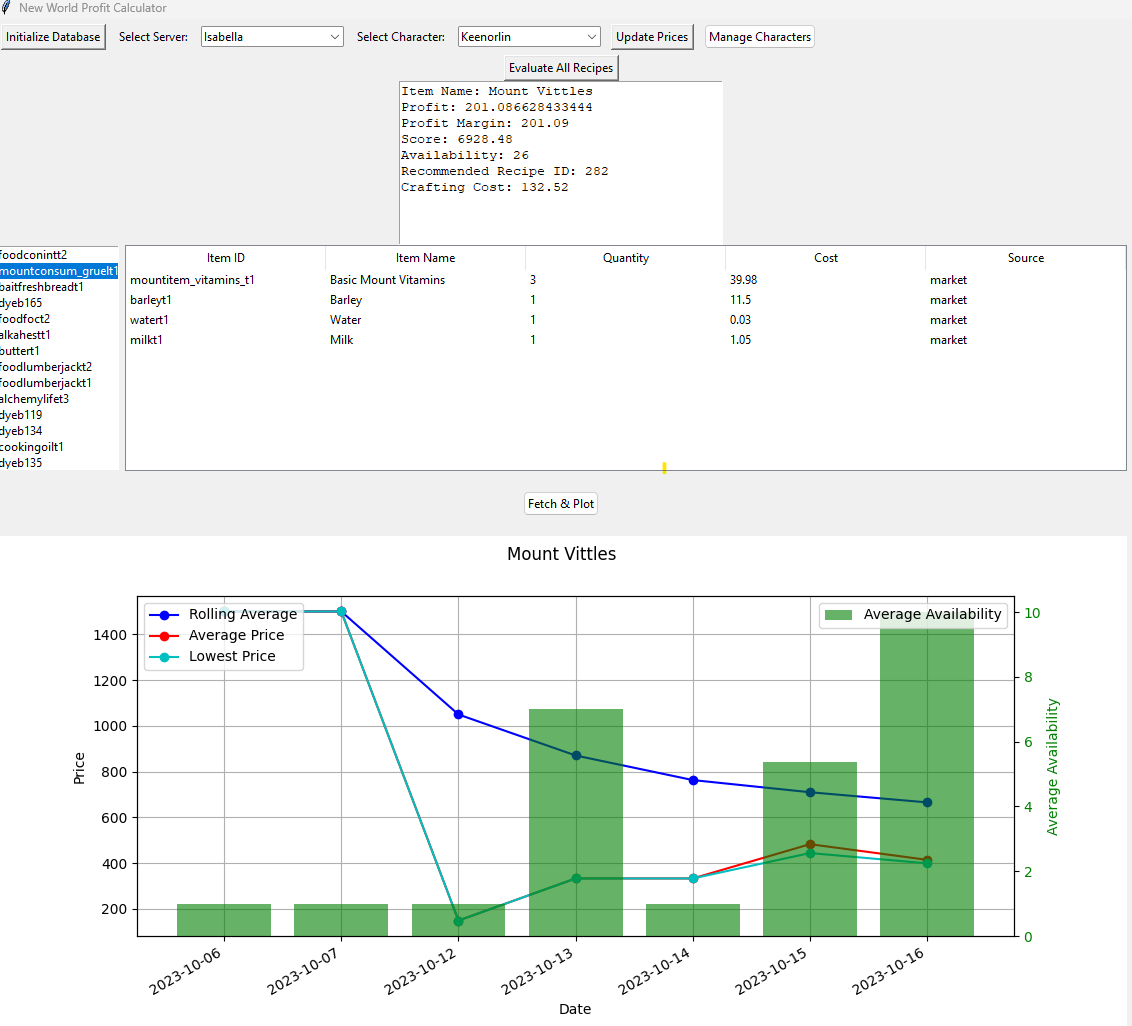 New World Profit Calculator
Initialize Database Select Server: Isabella Select Character: Keenorlin Update Prices Manage Characters
Evaluate All Recipes
Item Name: Mount Vittles
Profit: 201.086628433444
Profit Margin: 201.09
Score: 6928.48
Availability: 26
Recommended Recipe ID: 282
Crafting Cost: 132.52
foodconintt2
mountconsum_gruelt1
baitfreshbreadt1
dyeb165
foodfoct2
alkahestt1
buttert1
foodlumberjackt2
foodlumberjackt1
alchemylifet3
dyeb119
dyeb134
cookingoilt1
dyeb135
Item ID Item Name Quantity Cost Source
mountitem_vitamins_t1 Basic Mount Vitamins 3 39.98 market
barleyt1 Barley 1 11.5 market
watert1 Water 1 0.03 market
milkt1 Milk 1 1.05 market
Fetch & Plot
Mount Vittles
Rolling Average
Average Price
Lowest Price
Average Availability
Price
1400
1200
1000
800
600
400
200
10
8
6
4
2
0
Average Availability
2023-10-06 2023-10-07 2023-10-12 2023-10-13 2023-10-14 2023-10-15 2023-10-16
Date